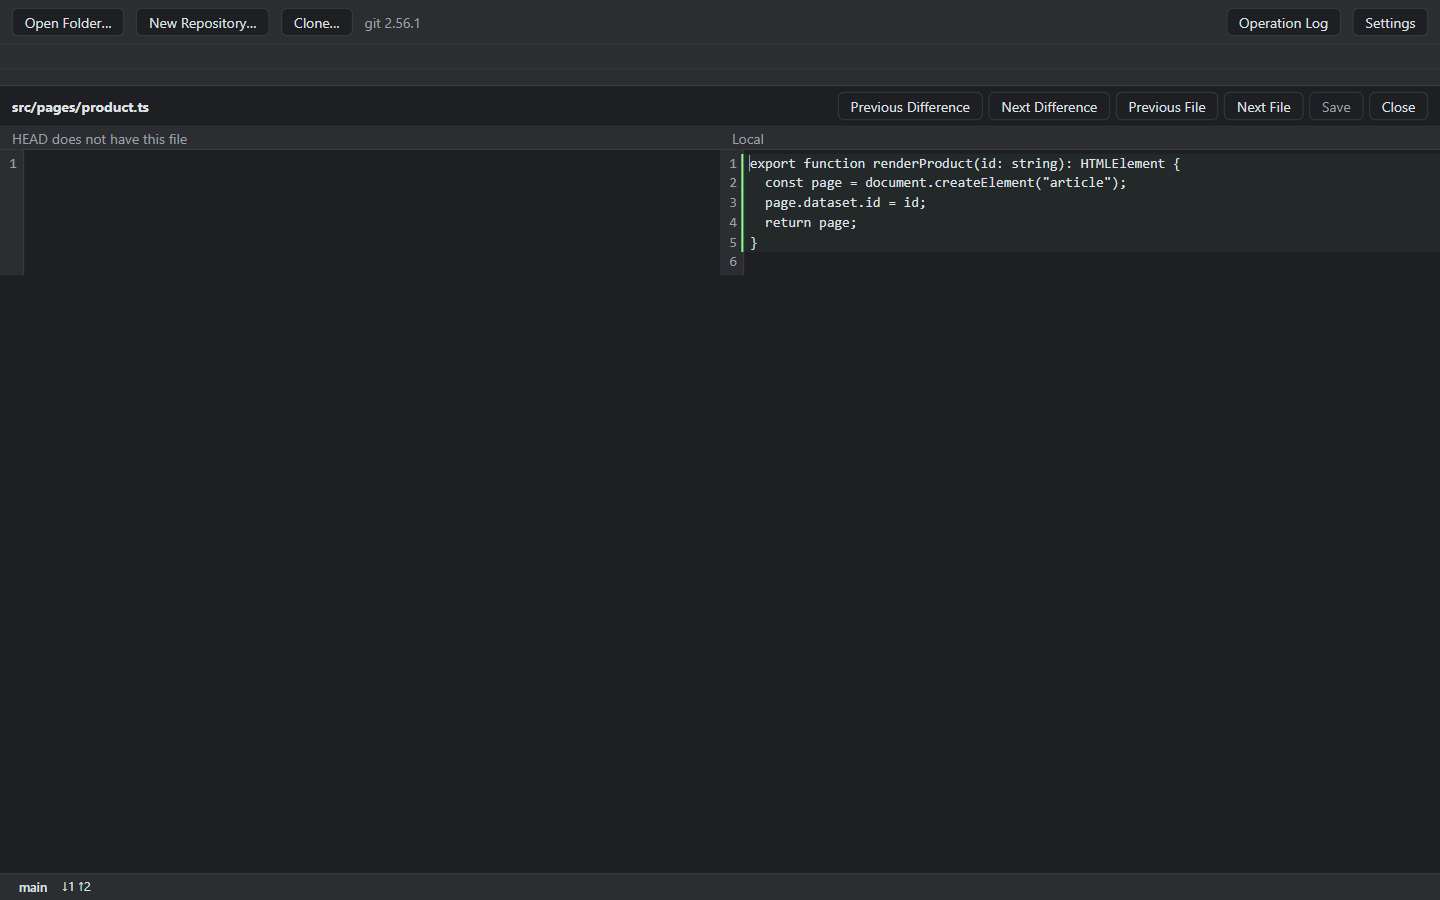 Open Folder... New Repository... Clone... git 2.56.1 Operation Log Settings
src/pages/product.ts Previous Difference Next Difference Previous File Next File Save Close
HEAD does not have this file Local
1
1 export function renderProduct(id: string): HTMLElement {
2 const page = document.createElement("article");
3 page.dataset.id = id;
4 return page;
5 }
6
main ↓1 ↑2